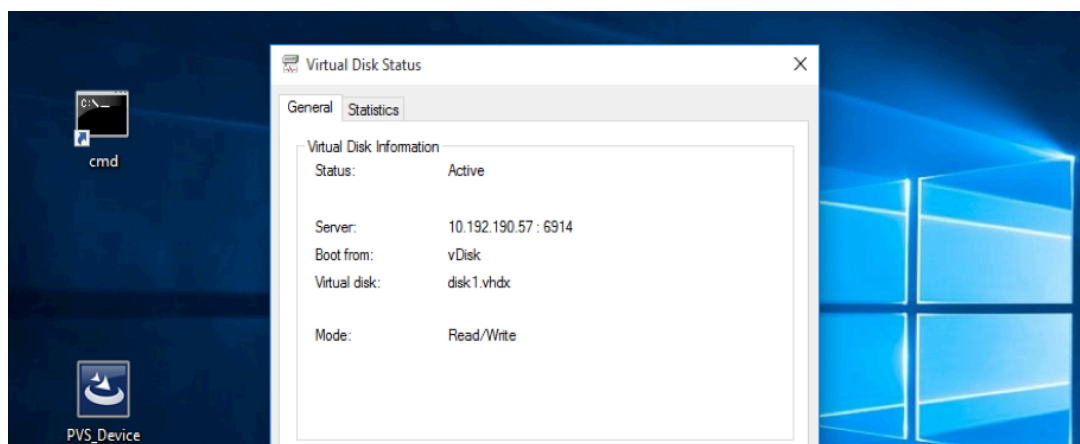 C:\_
cmd
Virtual Disk Status
General Statistics
Virtual Disk Information
Status: Active
Server: 10.192.190.57 : 6914
Boot from: vDisk
Virtual disk: disk1.vhdx
Mode: Read/Write
PVS_Device